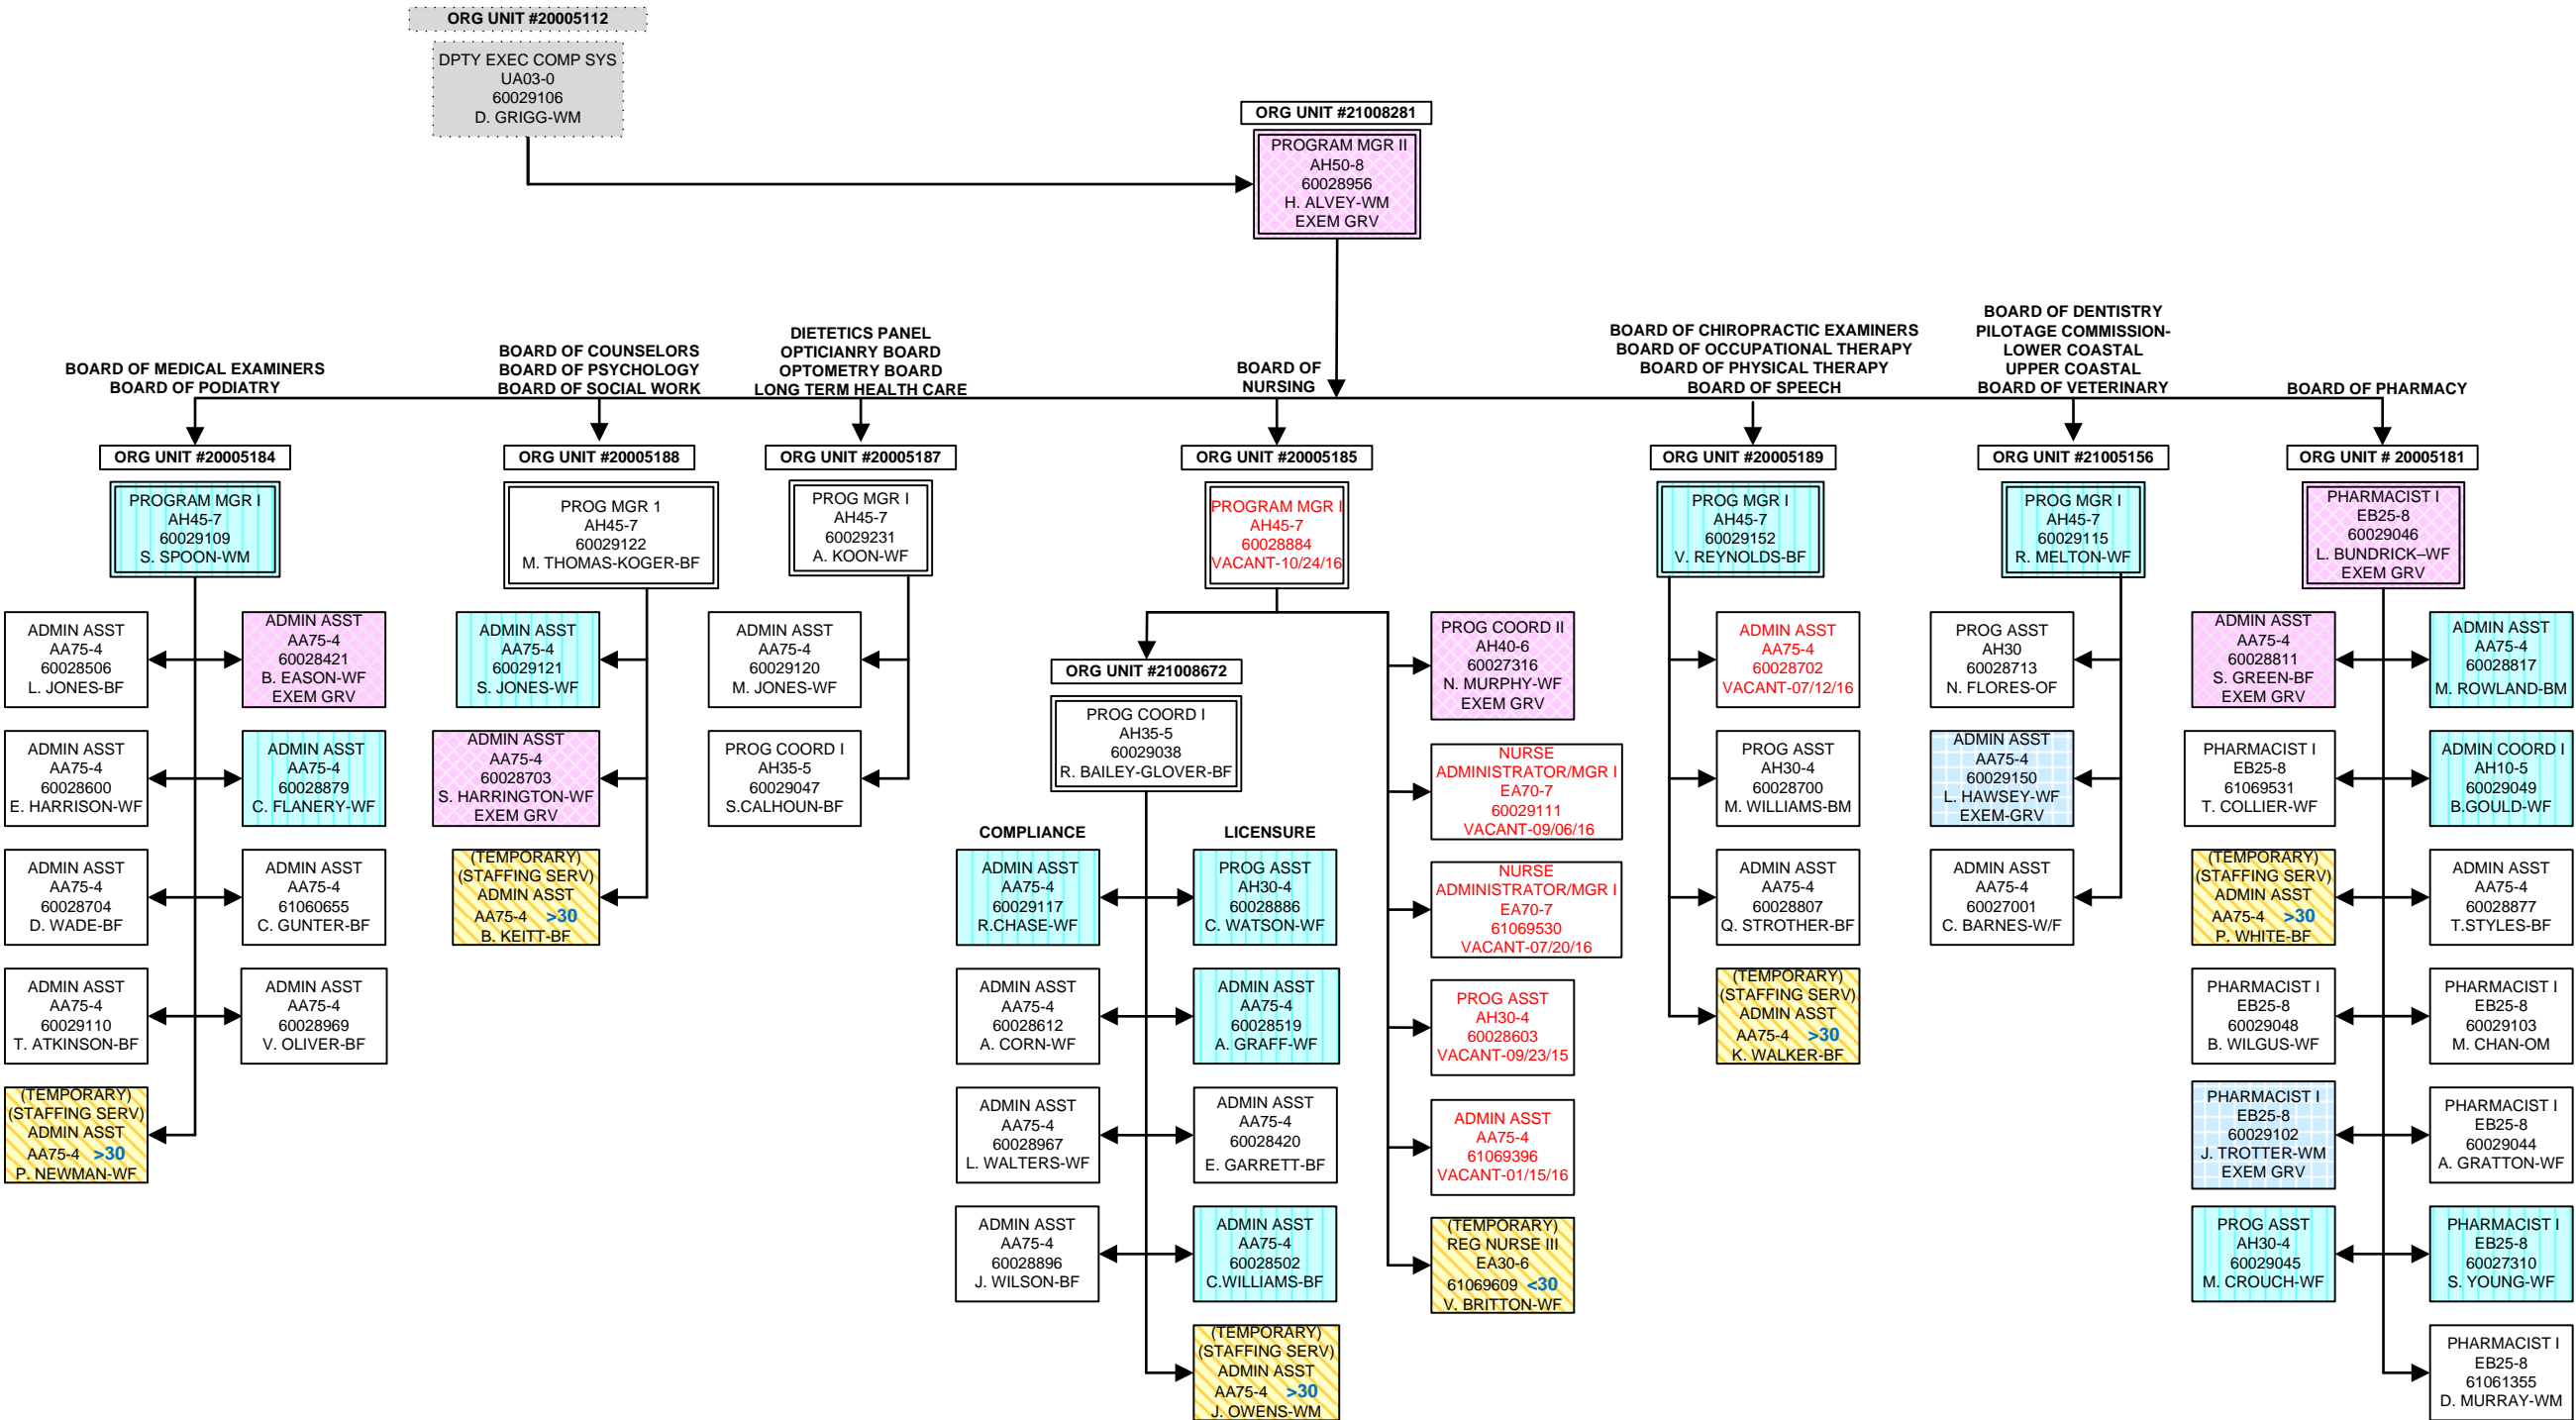 ORG UNIT #20005112
DPTY EXEC COMP SYS
UA03-0
60029106
D. GRIGG-WM
ORG UNIT #21008281
PROGRAM MGR II
AH50-8
60028956
H. ALVEY-WM
EXEM GRV
BOARD OF MEDICAL EXAMINERS
BOARD OF PODIATRY
BOARD OF COUNSELORS
BOARD OF PSYCHOLOGY
BOARD OF SOCIAL WORK
DIETETICS PANEL
OPTICIANRY BOARD
OPTOMETRY BOARD
LONG TERM HEALTH CARE
BOARD OF
NURSING
BOARD OF CHIROPRACTIC EXAMINERS
BOARD OF OCCUPATIONAL THERAPY
BOARD OF PHYSICAL THERAPY
BOARD OF SPEECH
BOARD OF DENTISTRY
PILOTAGE COMMISSION-
LOWER COASTAL
UPPER COASTAL
BOARD OF VETERINARY
BOARD OF PHARMACY
ORG UNIT #20005184
PROGRAM MGR I
AH45-7
60029109
S. SPOON-WM
ADMIN ASST
AA75-4
60028506
L. JONES-BF
ADMIN ASST
AA75-4
60028421
B. EASON-WF
EXEM GRV
ADMIN ASST
AA75-4
60028600
E. HARRISON-WF
ADMIN ASST
AA75-4
60028879
C. FLANERY-WF
ADMIN ASST
AA75-4
60028704
D. WADE-BF
ADMIN ASST
AA75-4
61060655
C. GUNTER-BF
ADMIN ASST
AA75-4
60029110
T. ATKINSON-BF
ADMIN ASST
AA75-4
60028969
V. OLIVER-BF
(TEMPORARY)
(STAFFING SERV)
ADMIN ASST
AA75-4 >30
P. NEWMAN-WF
ORG UNIT #20005188
PROG MGR 1
AH45-7
60029122
M. THOMAS-KOGER-BF
ADMIN ASST
AA75-4
60029121
S. JONES-WF
ADMIN ASST
AA75-4
60028703
S. HARRINGTON-WF
EXEM GRV
(TEMPORARY)
(STAFFING SERV)
ADMIN ASST
AA75-4 >30
B. KEITT-BF
ORG UNIT #20005187
PROG MGR I
AH45-7
60029231
A. KOON-WF
ADMIN ASST
AA75-4
60029120
M. JONES-WF
PROG COORD I
AH35-5
60029047
S.CALHOUN-BF
ORG UNIT #20005185
PROGRAM MGR I
AH45-7
60028884
VACANT-10/24/16
ORG UNIT #21008672
PROG COORD I
AH35-5
60029038
R. BAILEY-GLOVER-BF
COMPLIANCE
LICENSURE
ADMIN ASST
AA75-4
60029117
R.CHASE-WF
PROG ASST
AH30-4
60028886
C. WATSON-WF
ADMIN ASST
AA75-4
60028612
A. CORN-WF
ADMIN ASST
AA75-4
60028519
A. GRAFF-WF
ADMIN ASST
AA75-4
60028967
L. WALTERS-WF
ADMIN ASST
AA75-4
60028420
E. GARRETT-BF
ADMIN ASST
AA75-4
60028896
J. WILSON-BF
ADMIN ASST
AA75-4
60028502
C.WILLIAMS-BF
(TEMPORARY)
(STAFFING SERV)
ADMIN ASST
AA75-4 >30
J. OWENS-WM
PROG COORD II
AH40-6
60027316
N. MURPHY-WF
EXEM GRV
NURSE
ADMINISTRATOR/MGR I
EA70-7
60029111
VACANT-09/06/16
NURSE
ADMINISTRATOR/MGR I
EA70-7
61069530
VACANT-07/20/16
PROG ASST
AH30-4
60028603
VACANT-09/23/15
ADMIN ASST
AA75-4
61069396
VACANT-01/15/16
(TEMPORARY)
REG NURSE III
EA30-6
61069609 <30
V. BRITTON-WF
ORG UNIT #20005189
PROG MGR I
AH45-7
60029152
V. REYNOLDS-BF
ADMIN ASST
AA75-4
60028702
VACANT-07/12/16
PROG ASST
AH30-4
60028700
M. WILLIAMS-BM
ADMIN ASST
AA75-4
60028807
Q. STROTHER-BF
(TEMPORARY)
(STAFFING SERV)
ADMIN ASST
AA75-4 >30
K. WALKER-BF
ORG UNIT #21005156
PROG MGR I
AH45-7
60029115
R. MELTON-WF
PROG ASST
AH30
60028713
N. FLORES-OF
ADMIN ASST
AA75-4
60029150
L. HAWSEY-WF
EXEM-GRV
ADMIN ASST
AA75-4
60027001
C. BARNES-W/F
ORG UNIT # 20005181
PHARMACIST I
EB25-8
60029046
L. BUNDRICK–WF
EXEM GRV
ADMIN ASST
AA75-4
60028811
S. GREEN-BF
EXEM GRV
ADMIN ASST
AA75-4
60028817
M. ROWLAND-BM
PHARMACIST I
EB25-8
61069531
T. COLLIER-WF
ADMIN COORD I
AH10-5
60029049
B.GOULD-WF
(TEMPORARY)
(STAFFING SERV)
ADMIN ASST
AA75-4 >30
P. WHITE-BF
ADMIN ASST
AA75-4
60028877
T.STYLES-BF
PHARMACIST I
EB25-8
60029048
B. WILGUS-WF
PHARMACIST I
EB25-8
60029103
M. CHAN-OM
PHARMACIST I
EB25-8
60029102
J. TROTTER-WM
EXEM GRV
PHARMACIST I
EB25-8
60029044
A. GRATTON-WF
PROG ASST
AH30-4
60029045
M. CROUCH-WF
PHARMACIST I
EB25-8
60027310
S. YOUNG-WF
PHARMACIST I
EB25-8
61061355
D. MURRAY-WM